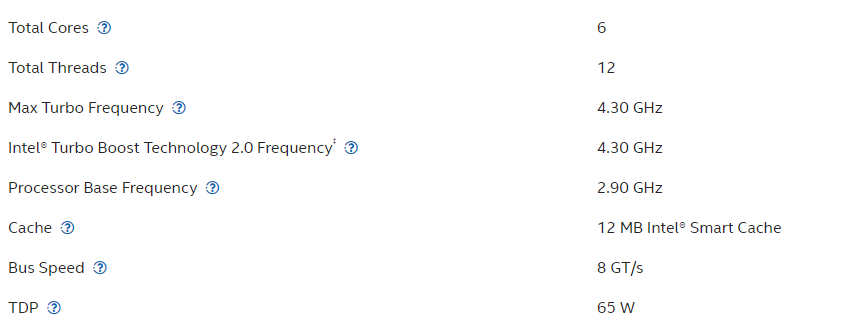 Total Cores 6
Total Threads 12
Max Turbo Frequency 4.30 GHz
Intel® Turbo Boost Technology 2.0 Frequency‡ 4.30 GHz
Processor Base Frequency 2.90 GHz
Cache 12 MB Intel® Smart Cache
Bus Speed 8 GT/s
TDP 65 W